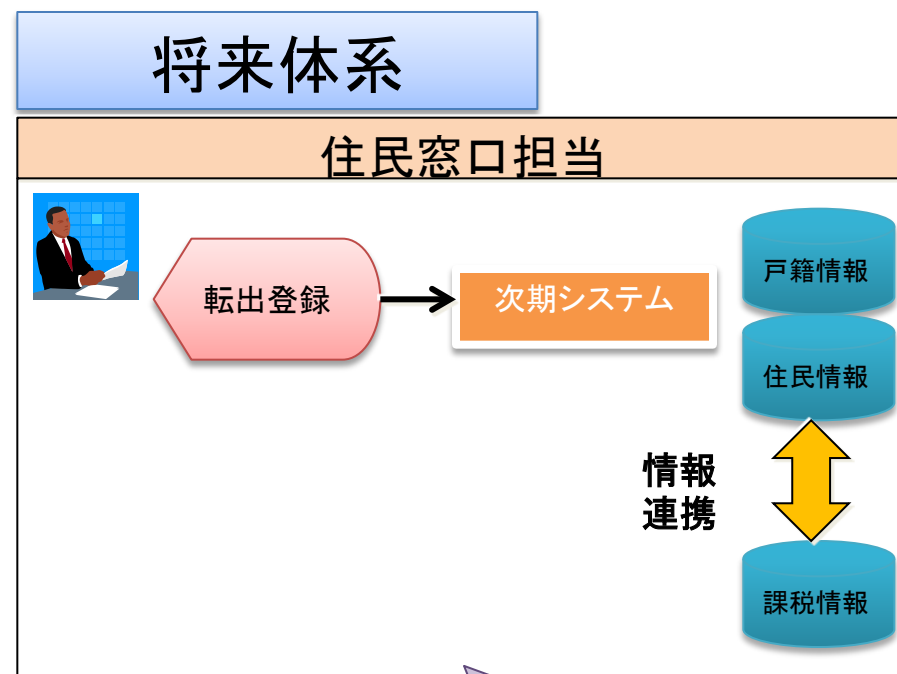 将来体系
住民窓口担当
転出登録
次期システム
戸籍情報
住民情報
情報
連携
課税情報